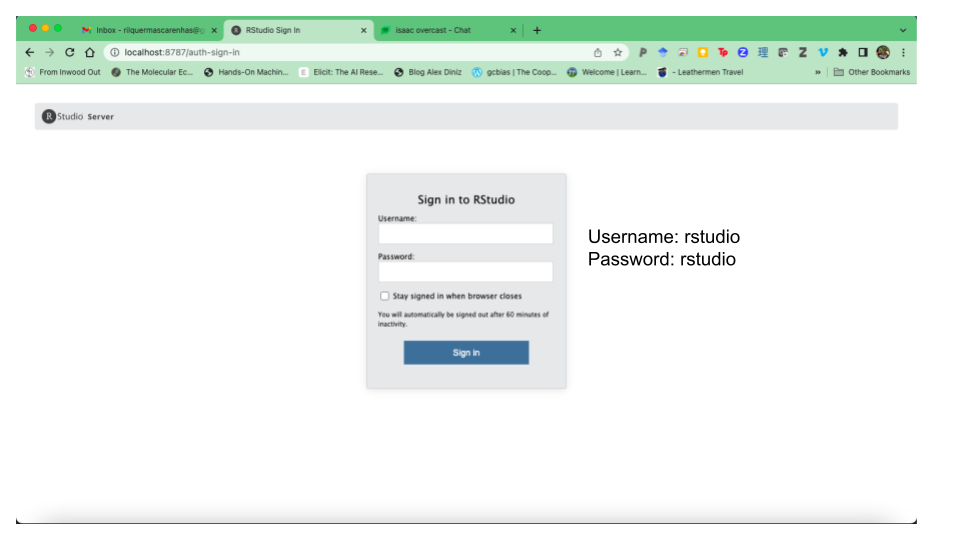 Inbox - riiquermascarenhas@g
RStudio Sign In
isaac overcast - Chat
localhost:8787/auth-sign-in
From Inwood Out
The Molecular Ec...
Hands-On Machin...
Elicit: The AI Rese...
Blog Alex Diniz
gcbias | The Coop...
Welcome | Learn...
- Leathermen Travel
»
Other Bookmarks
R Studio Server
Sign in to RStudio
Username:
Password:
Stay signed in when browser closes
You will automatically be signed out after 60 minutes of
inactivity.
Sign in
Username: rstudio
Password: rstudio